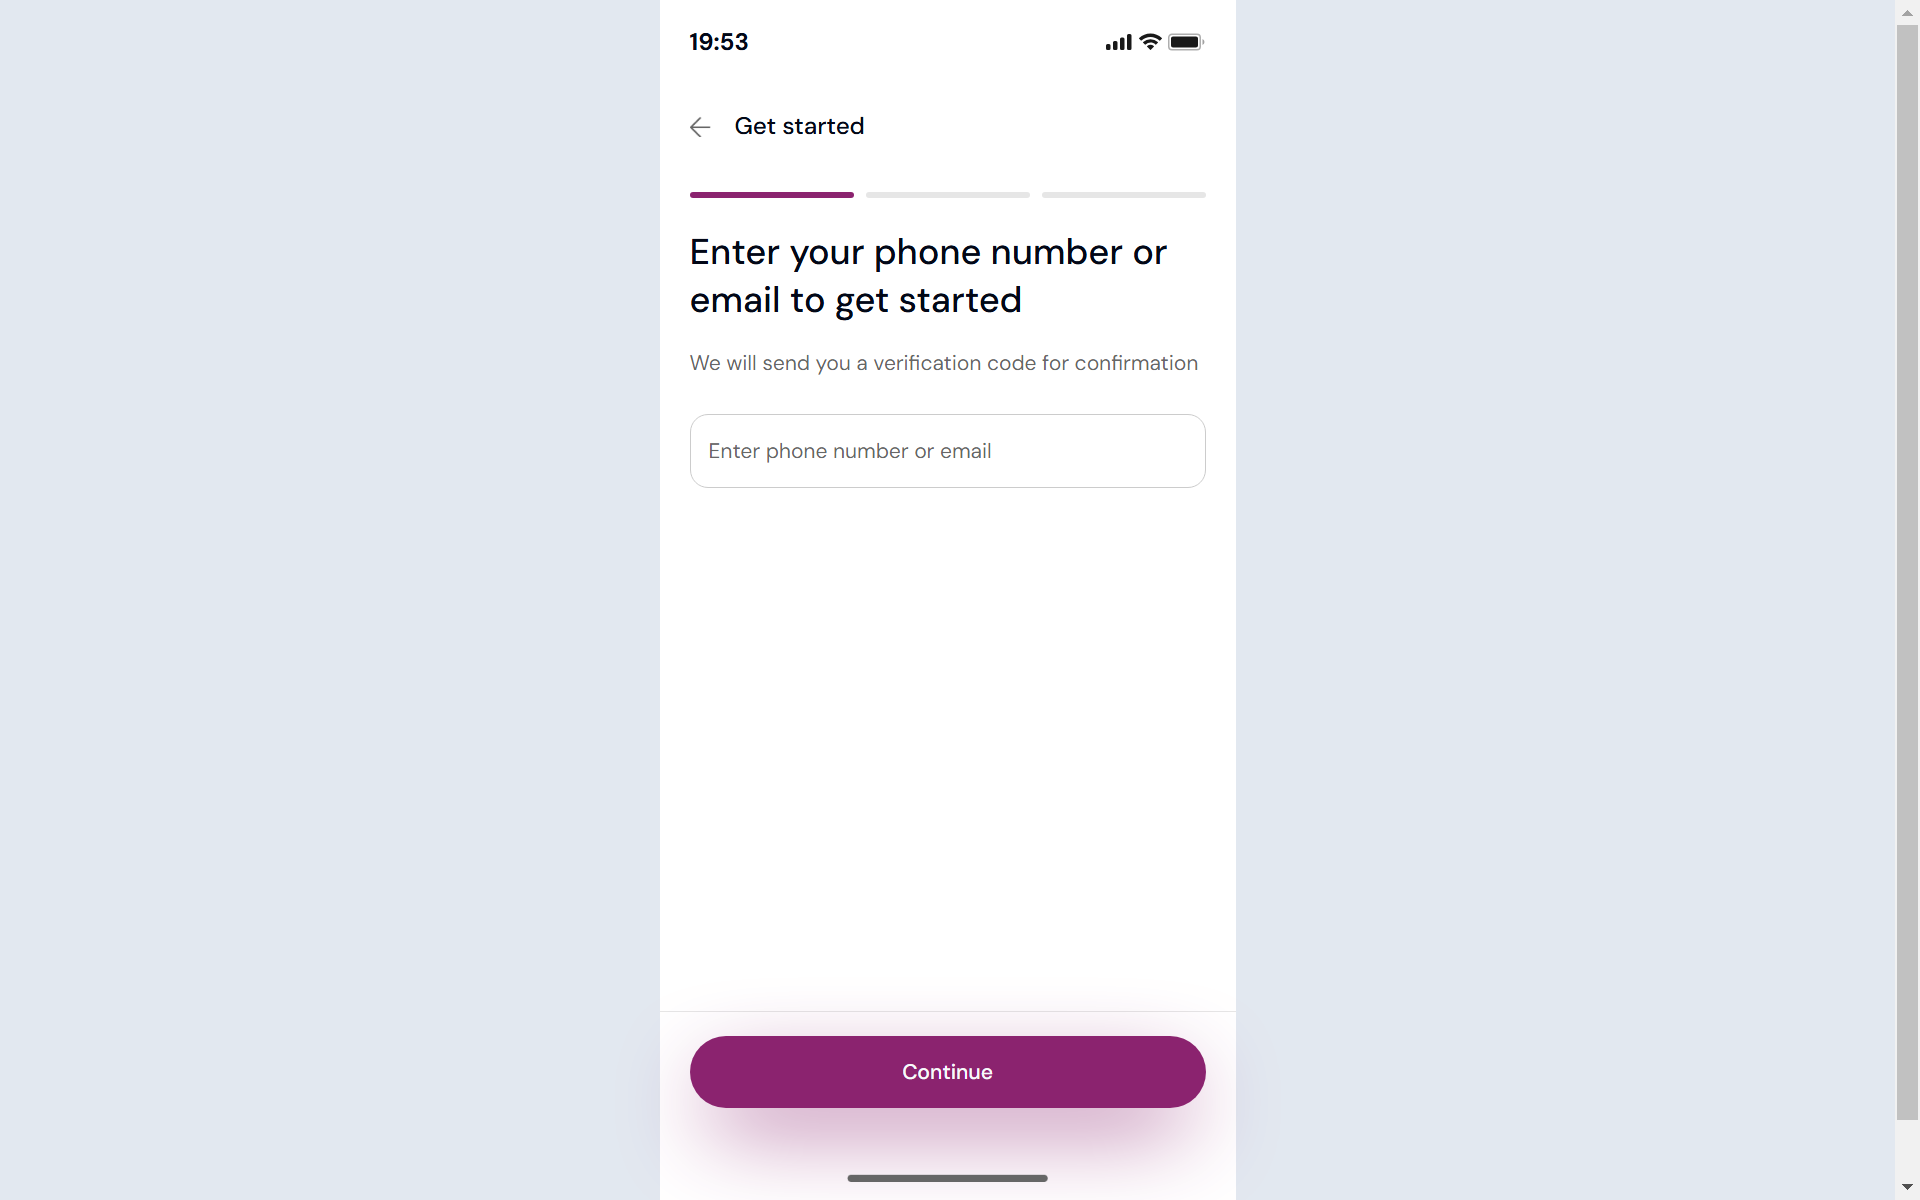 19:53
Get started
Enter your phone number or
email to get started
We will send you a verification code for confirmation
Enter phone number or email
Continue